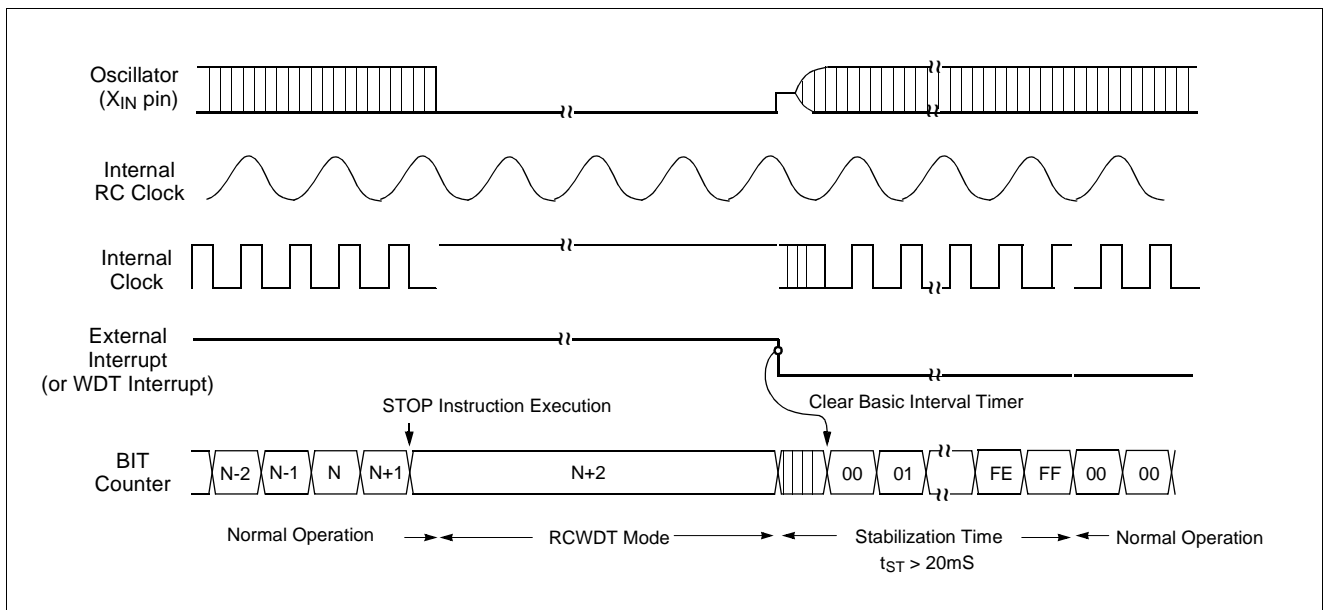 Oscillator
(XIN pin)
Internal
RC Clock
Internal
Clock
External
Interrupt
(or WDT Interrupt)
STOP Instruction Execution
Clear Basic Interval Timer
BIT
Counter
N-2 N-1 N N+1 N+2 00 01 FE FF 00 00
Normal Operation RCWDT Mode Stabilization Time Normal Operation
tST > 20mS